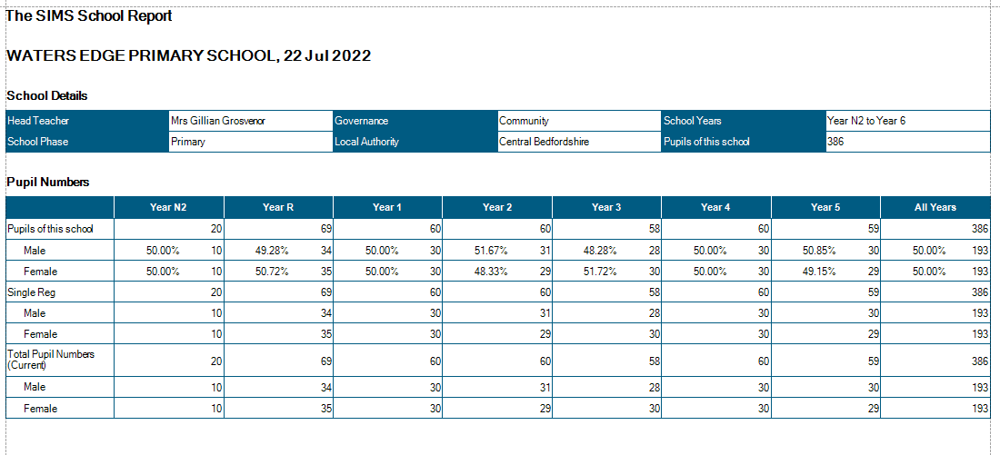 The SIMS School Report
WATERS EDGE PRIMARY SCHOOL, 22 Jul 2022
School Details
Head Teacher Mrs Gillian Grosvenor Governance Community School Years Year N2 to Year 6
School Phase Primary Local Authority Central Bedfordshire Pupils of this school 386
Pupil Numbers
Year N2 Year R Year 1 Year 2 Year 3 Year 4 Year 5 All Years
Pupils of this school 20 69 60 60 58 60 59 386
Male 50.00% 10 49.28% 34 50.00% 30 51.67% 31 48.28% 28 50.00% 30 50.85% 30 50.00% 193
Female 50.00% 10 50.72% 35 50.00% 30 48.33% 29 51.72% 30 50.00% 30 49.15% 29 50.00% 193
Single Reg 20 69 60 60 58 60 59 386
Male 10 34 30 31 28 30 30 193
Female 10 35 30 29 30 30 29 193
Total Pupil Numbers
(Current) 20 69 60 60 58 60 59 386
Male 10 34 30 31 28 30 30 193
Female 10 35 30 29 30 30 29 193